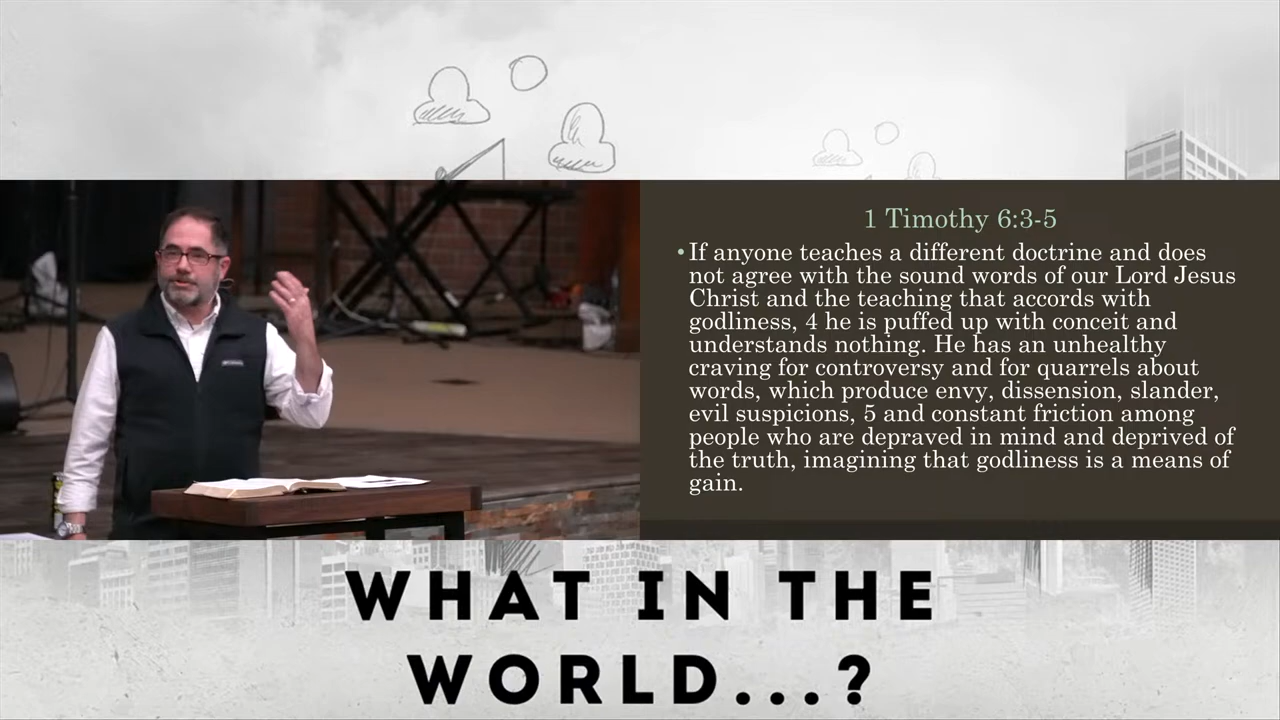 1 Timothy 6:3-5
•If anyone teaches a different doctrine and does
not agree with the sound words of our Lord Jesus
Christ and the teaching that accords with
godliness, 4 he is puffed up with conceit and
understands nothing. He has an unhealthy
craving for controversy and for quarrels about
words, which produce envy, dissension, slander,
evil suspicions, 5 and constant friction among
people who are depraved in mind and deprived of
the truth, imagining that godliness is a means of
gain.
WHAT IN THE
WORLD...?